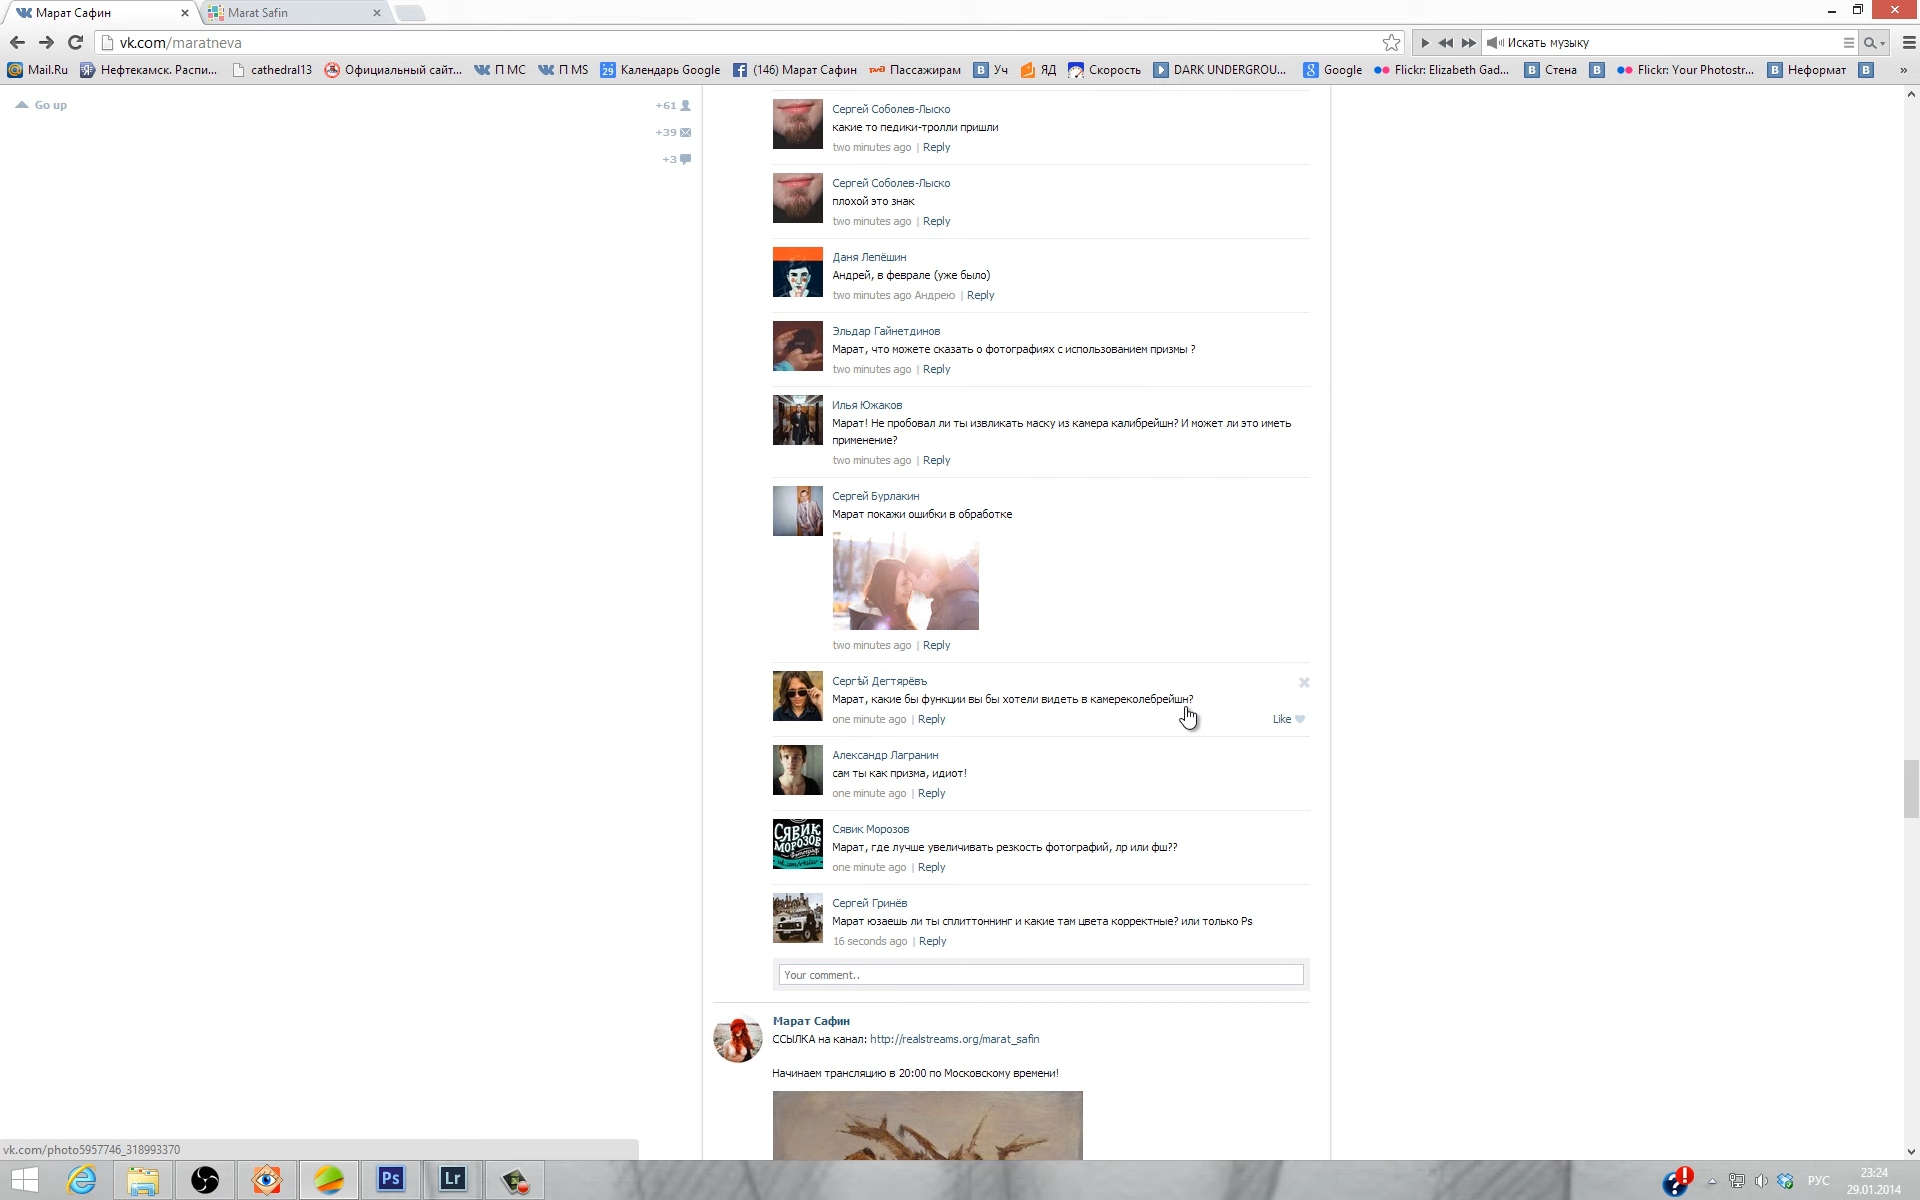 Марат Сафин
Marat Safin
vk.com/maratneva
Искать музыку
Mail.Ru
Нефтекамск. Распи...
cathedral13
Официальный сайт...
П МС
П MS
29
Календарь Google
(146) Марат Сафин
Пассажирам
Уч
ЯД
Скорость
DARK UNDERGROU...
Google
Flickr: Elizabeth Gad...
Стена
Flickr: Your Photostr...
Неформат
»
Go up
+61
+39
+3
Сергей Соболев-Лыско
какие то педики-тролли пришли
two minutes ago | Reply
Сергей Соболев-Лыско
плохой это знак
two minutes ago | Reply
Даня Лепёшин
Андрей, в феврале (уже было)
two minutes ago Андрею | Reply
Эльдар Гайнетдинов
Марат, что можете сказать о фотографиях с использованием призмы ?
two minutes ago | Reply
Илья Южаков
Марат! Не пробовал ли ты извликать маску из камера калибрейшн? И может ли это иметь
применение?
two minutes ago | Reply
Сергей Бурлакин
Марат покажи ошибки в обработке
two minutes ago | Reply
Сергѣй Дегтярёвъ
Марат, какие бы функции вы бы хотели видеть в камереколебрейшн?
one minute ago | Reply
Like
Александр Лагранин
сам ты как призма, идиот!
one minute ago | Reply
СЯВИК
МОРОЗОВ
Сявик Морозов
Марат, где лучше увеличивать резкость фотографий, лр или фш??
one minute ago | Reply
Сергей Гринёв
Марат юзаешь ли ты сплиттоннинг и какие там цвета корректные? или только Ps
16 seconds ago | Reply
Your comment..
Марат Сафин
ССЫЛКА на канал: http://realstreams.org/marat_safin
Начинаем трансляцию в 20:00 по Московскому времени!
vk.com/photo5957746_318993370
Ps
Lr
РУС
23:24
29.01.2014